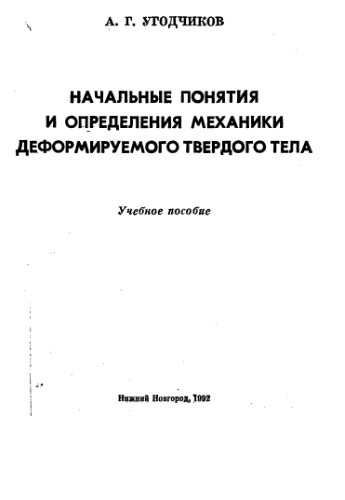 А. Г. УГОДЧИКОВ
НАЧАЛЬНЫЕ ПОНЯТИЯ
И ОПРЕДЕЛЕНИЯ МЕХАНИКИ
ДЕФОРМИРУЕМОГО ТВЕРДОГО ТЕЛА
Учебное пособие
Нижний Новгород, 1992